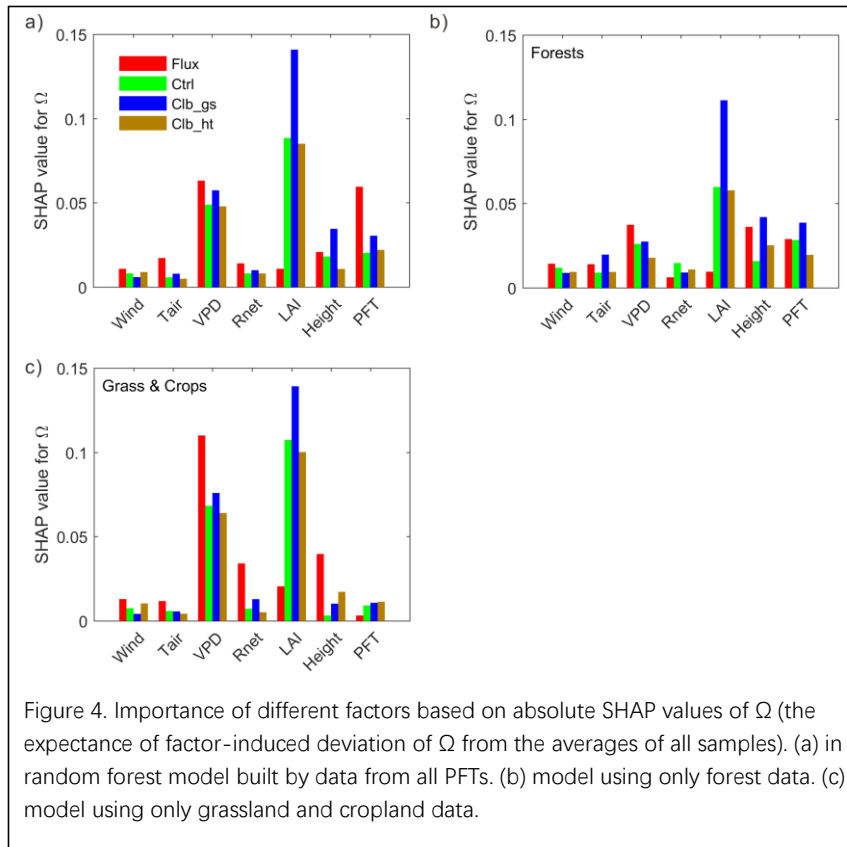 a)
0.15
0.1
0.05
0
SHAP value for Ω
Flux
Ctrl
Clb_gs
Clb_ht
Wind
Tair
VPD
Rnet
LAI
Height
PFT
b)
0.15
0.1
0.05
0
SHAP value for Ω
Forests
Wind
Tair
VPD
Rnet
LAI
Height
PFT
c)
0.15
0.1
0.05
0
SHAP value for Ω
Grass & Crops
Wind
Tair
VPD
Rnet
LAI
Height
PFT
Figure 4. Importance of different factors based on absolute SHAP values of Ω (the
expectance of factor-induced deviation of Ω from the averages of all samples). (a) in
random forest model built by data from all PFTs. (b) model using only forest data. (c)
model using only grassland and cropland data.